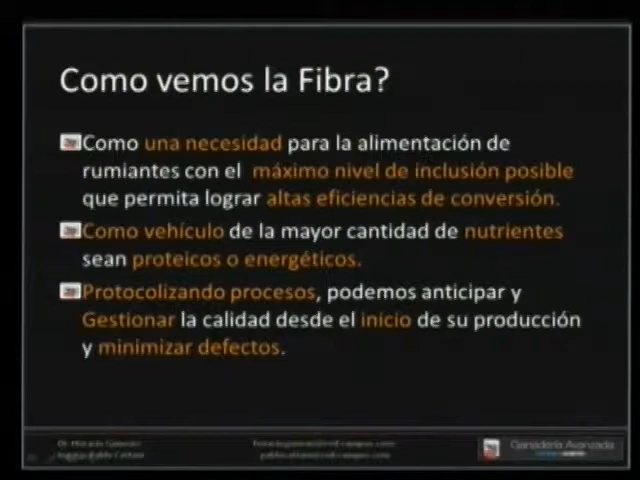 Como vemos la Fibra?
Como una necesidad para la alimentación de
rumiantes con el máximo nivel de inclusión posible
que permita lograr altas eficiencias de conversión.
Como vehículo de la mayor cantidad de nutrientes
sean proteicos o energéticos.
Protocolizando procesos, podemos anticipar y
Gestionar la calidad desde el inicio de su producción
y minimizar defectos.
Ganadería Avanzada